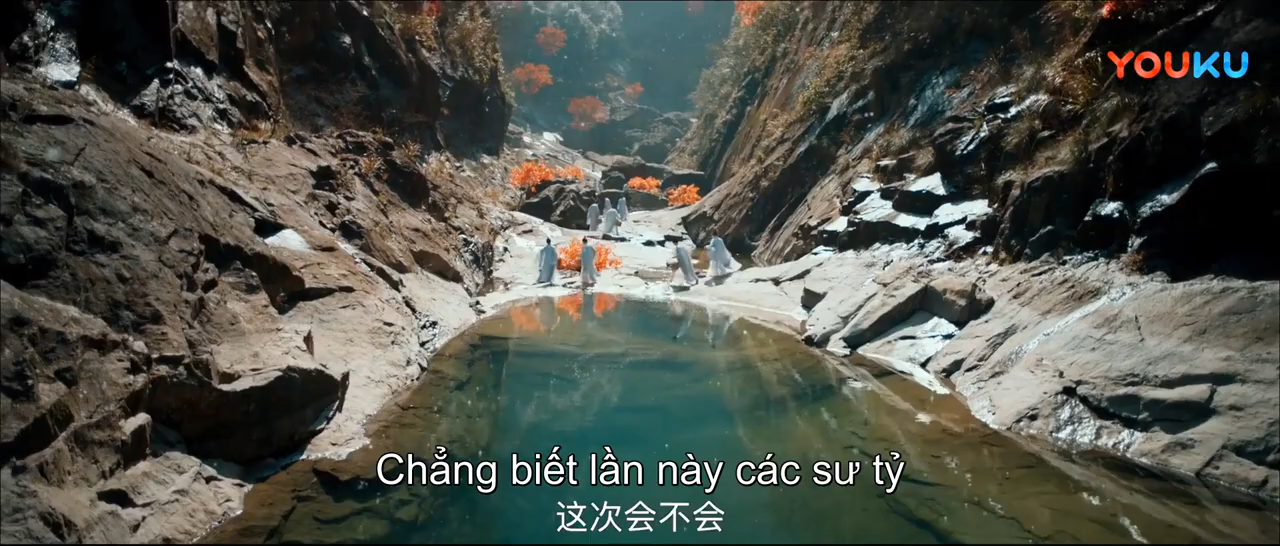 YOUKU
Chẳng biết lần này các sư tỷ
这次会不会